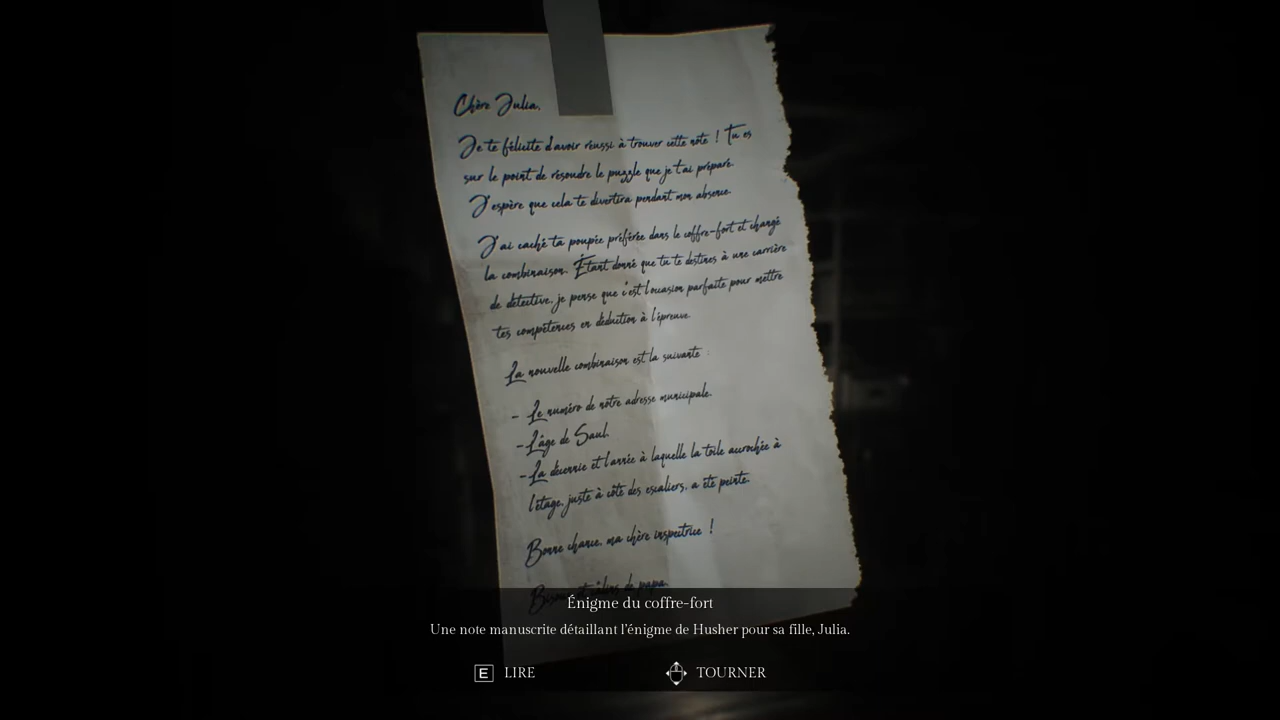 Chère Julia,
Je te félicite d'avoir réussi à trouver cette note ! Tu es
sur le point de résoudre le puzzle que je t'ai préparé.
J'espère que cela te divertira pendant mon absence.
J'ai caché ta poupée préférée dans le coffre-fort et changé
la combinaison. Étant donné que tu te destines à une carrière
de détective, je pense que c'est l'occasion parfaite pour mettre
tes compétences en déduction à l'épreuve.
La nouvelle combinaison est la suivante :
- Le numéro de notre adresse municipale.
- L'âge de Saul.
- La décennie et l'année à laquelle la toile accrochée à
l'étage, juste à côté des escaliers, a été peinte.
Bonne chance, ma chère inspectrice !
et câlins de papa.
Énigme du coffre-fort
Une note manuscrite détaillant l'énigme de Husher pour sa fille, Julia.
E LIRE TOURNER